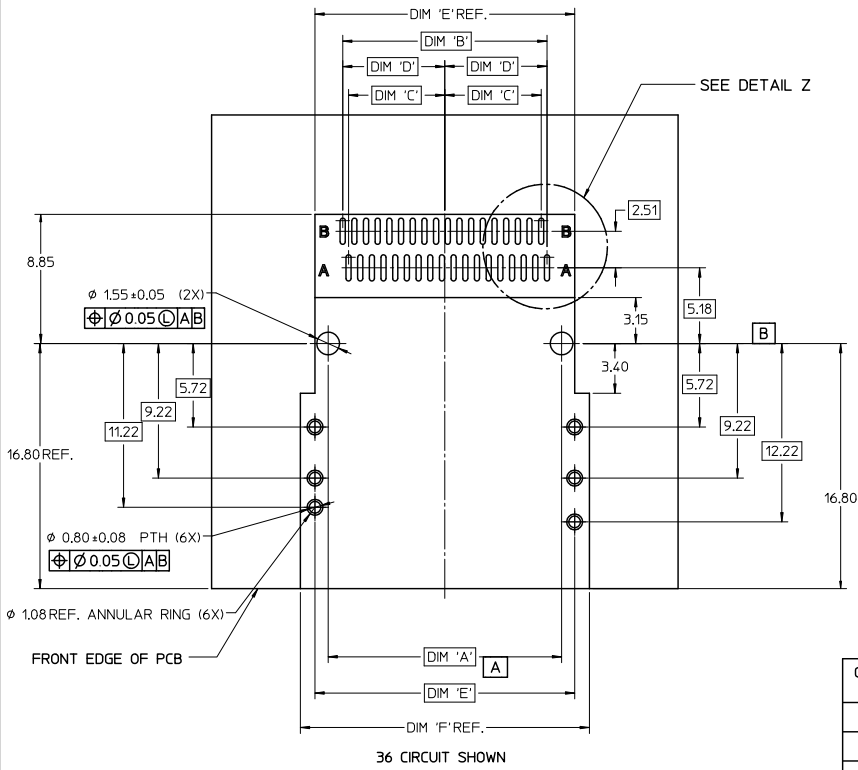 DIM 'E' REF.
DIM 'B'
DIM 'D' DIM 'D'
DIM 'C' DIM 'C'
SEE DETAIL Z
2.51
B B
A A
8.85
5.18
3.15
⌀ 1.55±0.05 (2X)
⌖ ⌀ 0.05 Ⓛ A B
B
3.40
5.72 5.72
9.22 9.22
11.22
12.22
16.80 REF.
16.80
⌀ 0.80±0.08 PTH (6X)
⌖ ⌀ 0.05 Ⓛ A B
⌀ 1.08 REF. ANNULAR RING (6X)
FRONT EDGE OF PCB
DIM 'A'
A
DIM 'E'
DIM 'F' REF.
36 CIRCUIT SHOWN